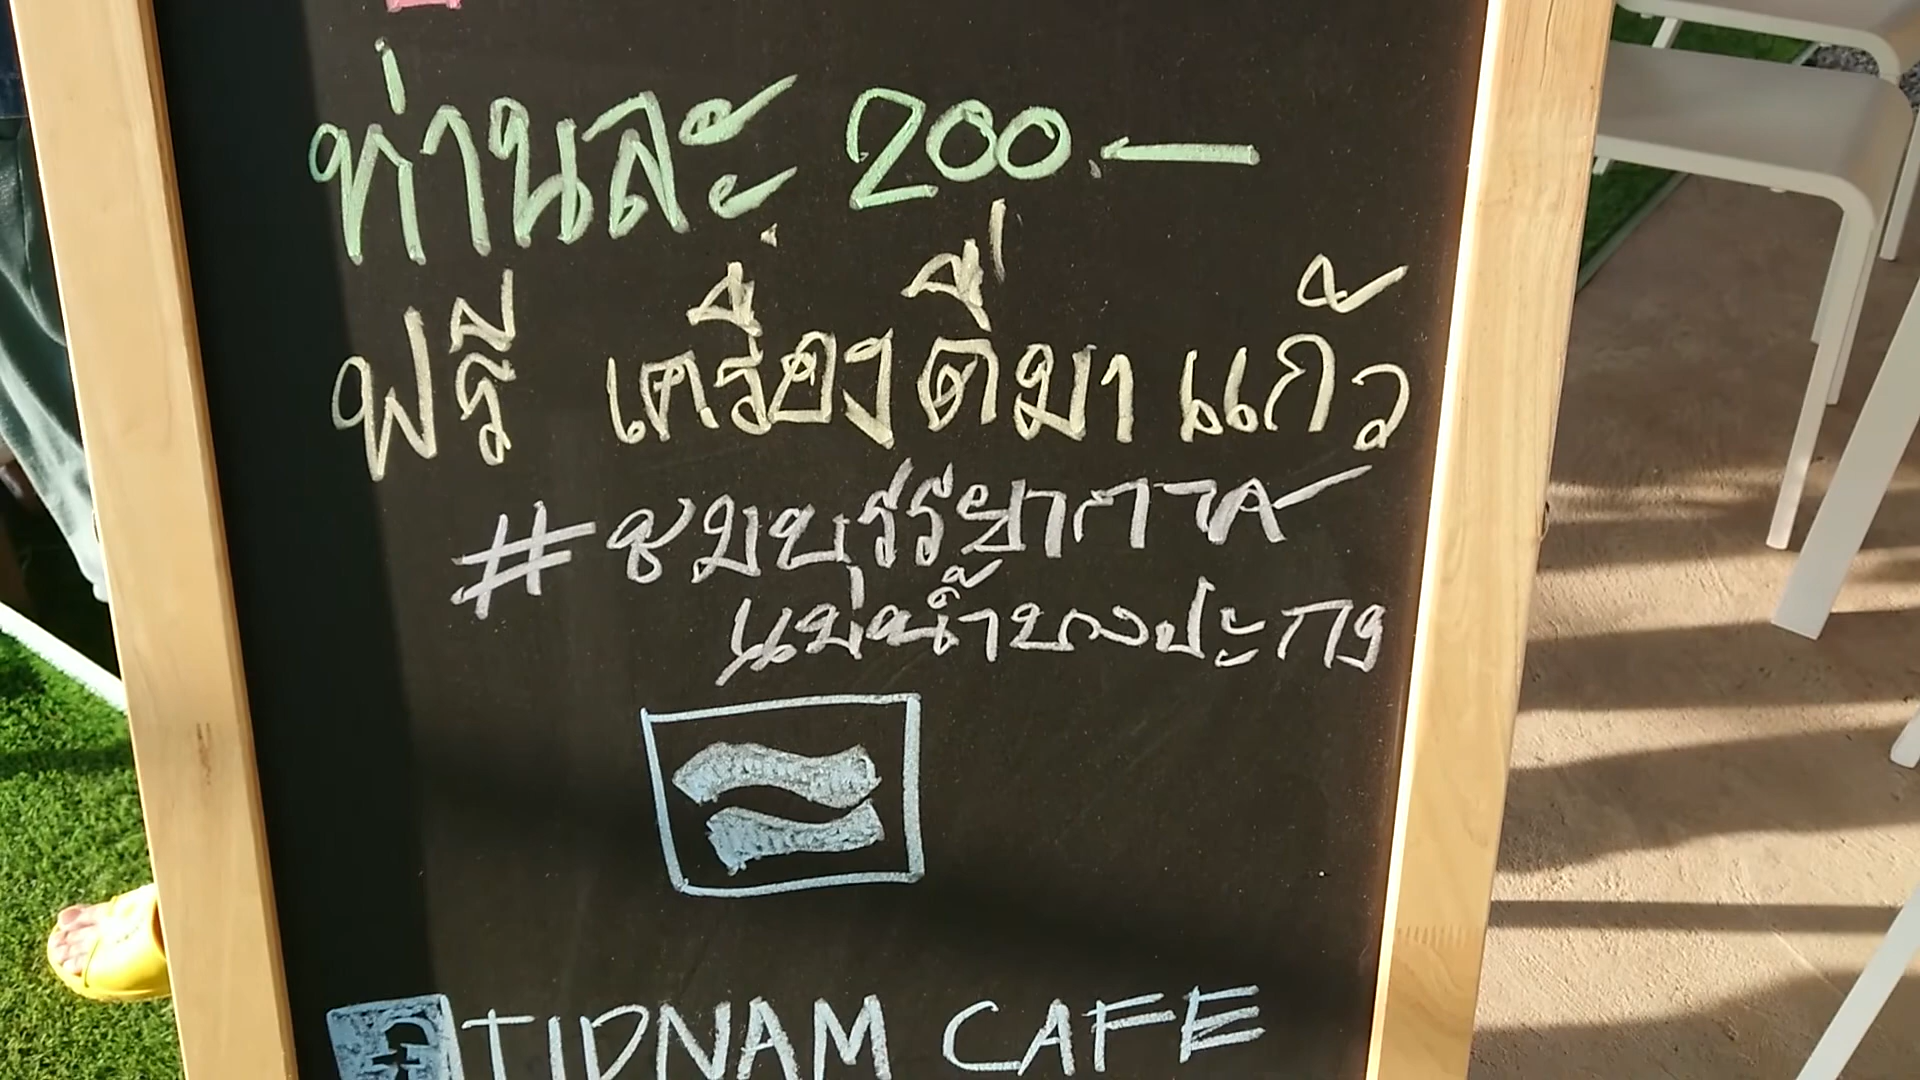 ท่านละ 200.-
ฟรี เครื่องดื่ม 1 แก้ว
#ชมบรรยากาศ
แม่น้ำบางปะกง
TIDNAM CAFE